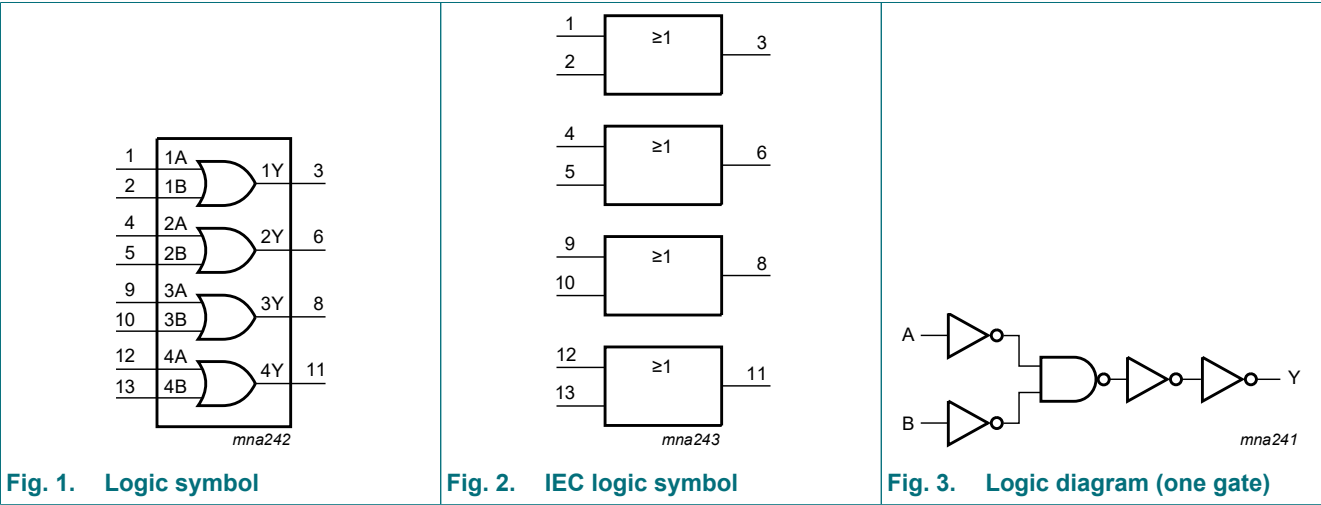 1 1A 1Y 3
2 1B
4 2A 2Y 6
5 2B
9 3A 3Y 8
10 3B
12 4A 4Y 11
13 4B
mna242
Fig. 1. Logic symbol
1 ≥1 3
2
4 ≥1 6
5
9 ≥1 8
10
12 ≥1 11
13
mna243
Fig. 2. IEC logic symbol
A
Y
B
mna241
Fig. 3. Logic diagram (one gate)